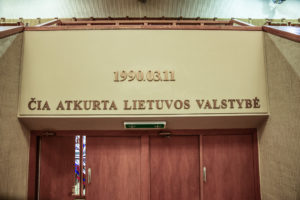 1990.03.11
ČIA ATKURTA LIETUVOS VALSTYBĖ